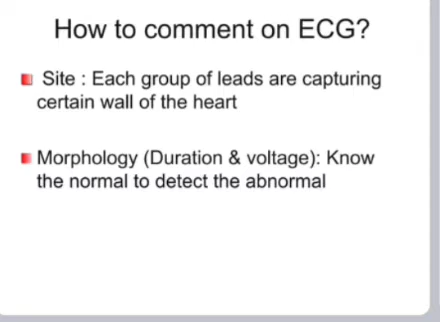 How to comment on ECG?
Site : Each group of leads are capturing
certain wall of the heart
Morphology (Duration & voltage): Know
the normal to detect the abnormal